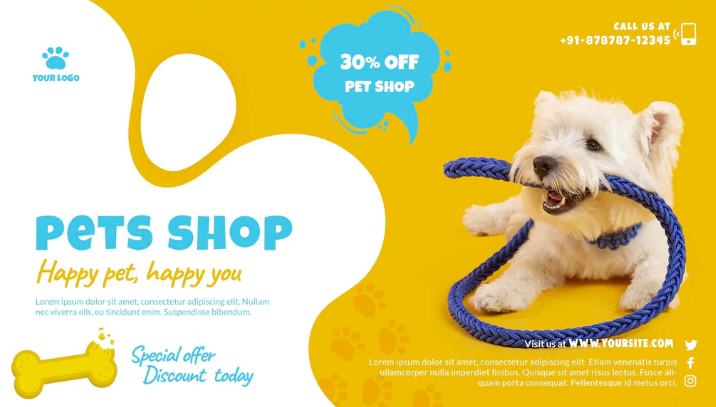 YOUR LOGO
30% OFF
PET SHOP
CALL US AT
+91-878787-12345
PeTS SHOP
Happy pet, happy you
Lorem ipsum dolor sit amet, consectetur adipiscing elit. Nullam
nec viverra elis, eu tincidunt enim. Suspendisse bibendum.
Special offer
Discount today
Visit us at WWW.YOURSITE.COM
Lorem ipsum dolor sit amet, consectetur adipiscing elit. Etiam venenatis turpis
ullamcorper nulla imperdiet finibus. Quisque sit amet risus lectus. Fusce ali-
quam porta consequat. Pellentesque id metus orci.